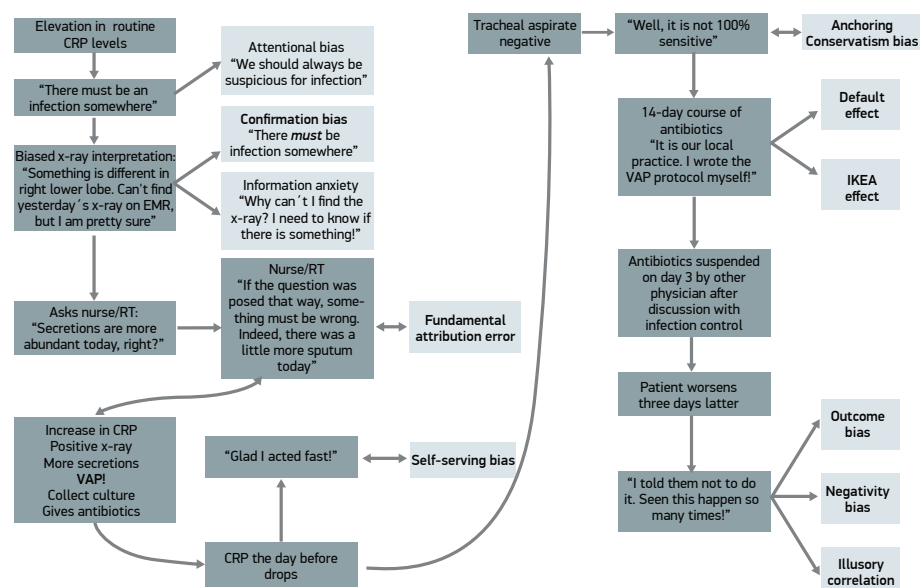 Elevation in routine
CRP levels
"There must be an
infection somewhere"
Attentional bias
"We should always be
suspicious for infection"
Biased x-ray interpretation:
"Something is different in
right lower lobe. Can't find
yesterday´s x-ray on EMR,
but I am pretty sure"
Confirmation bias
"There must be
infection somewhere"
Information anxiety
"Why can´t I find the
x-ray? I need to know if
there is something!"
Asks nurse/RT:
"Secretions are more
abundant today, right?"
Nurse/RT
"If the question was
posed that way, some-
thing must be wrong.
Indeed, there was a
little more sputum
today"
Fundamental
attribution error
Increase in CRP
Positive x-ray
More secretions
VAP!
Collect culture
Gives antibiotics
"Glad I acted fast!"
Self-serving bias
CRP the day before
drops
Tracheal aspirate
negative
"Well, it is not 100%
sensitive"
Anchoring
Conservatism bias
14-day course of
antibiotics
"It is our local
practice. I wrote the
VAP protocol myself!"
Default
effect
IKEA
effect
Antibiotics suspended
on day 3 by other
physician after
discussion with
infection control
Patient worsens
three days latter
"I told them not to do
it. Seen this happen so
many times!"
Outcome
bias
Negativity
bias
Illusory
correlation